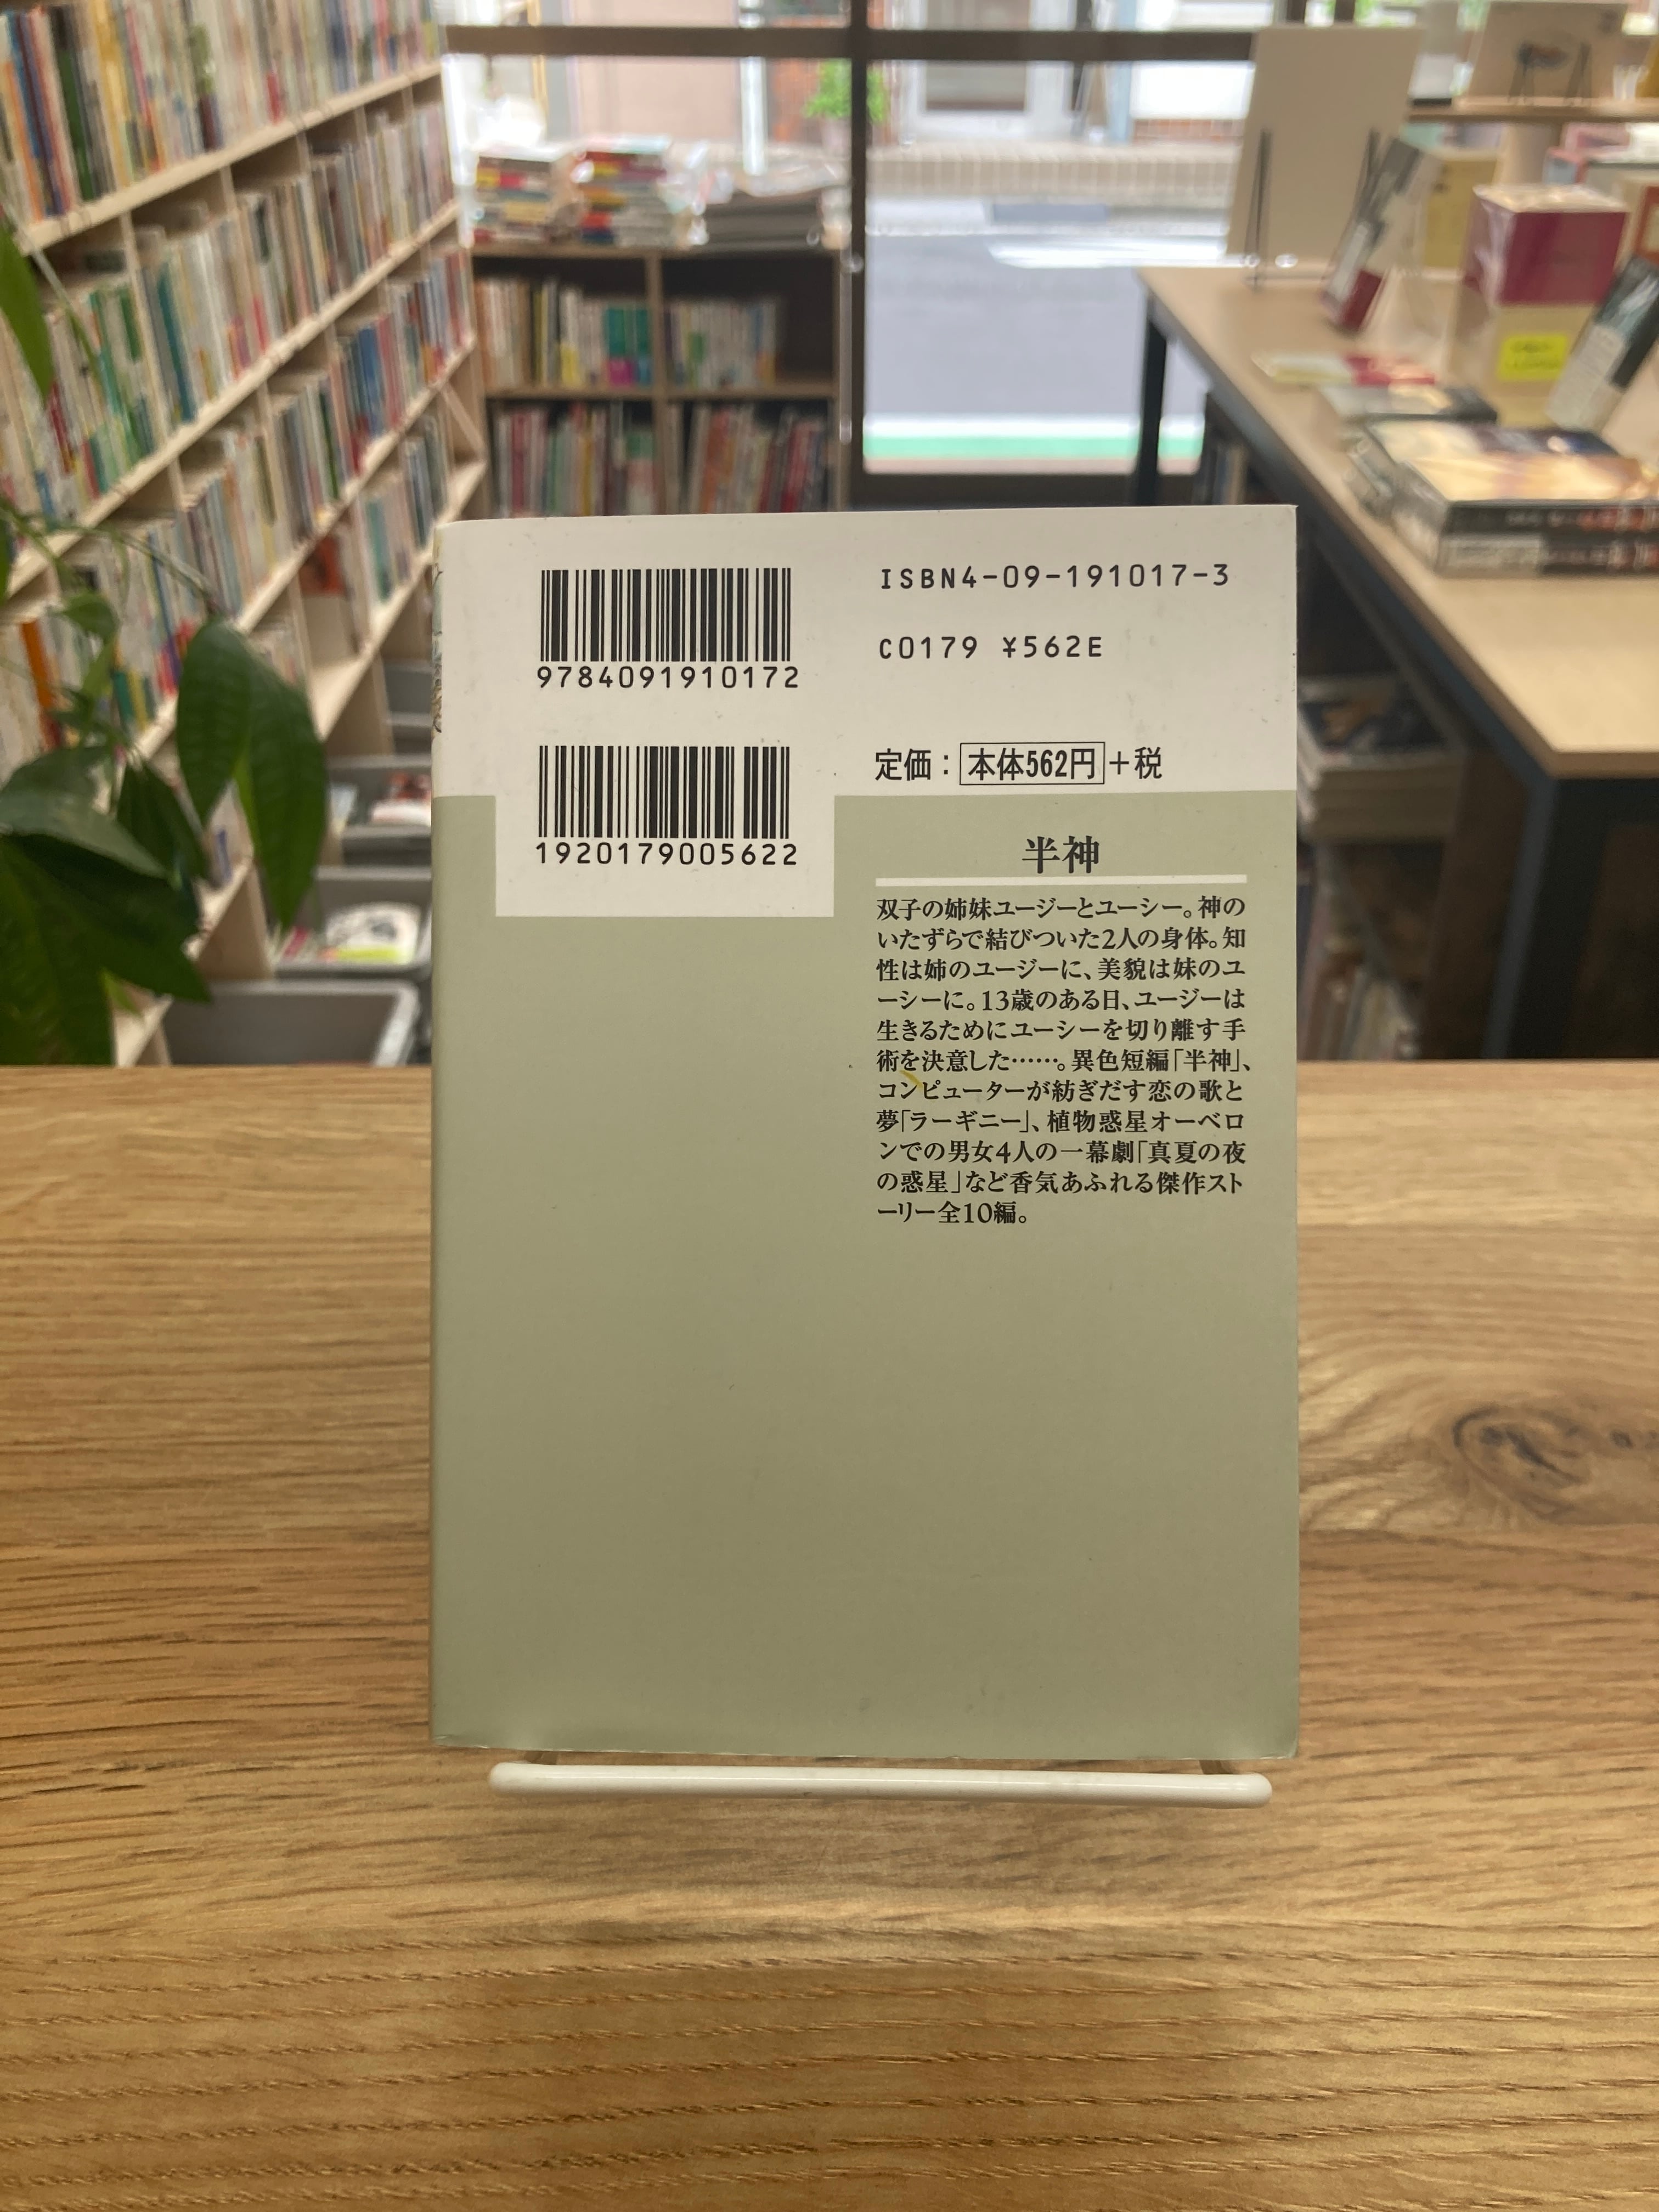 9784091910172
1920179005622
ISBN4-09-191017-3
C0179 ¥562E
定価：本体562円＋税
半神
双子の姉妹ユージーとユーシー。神の
いたずらで結びついた2人の身体。知
性は姉のユージーに、美貌は妹のユ
ーシーに。13歳のある日、ユージーは
生きるためにユーシーを切り離す手
術を決意した……。異色短編「半神」、
コンピューターが紡ぎだす恋の歌と
夢「ラーギニー」、植物惑星オーベロ
ンでの男女4人の一幕劇「真夏の夜
の惑星」など香気あふれる傑作スト
ーリー全10編。